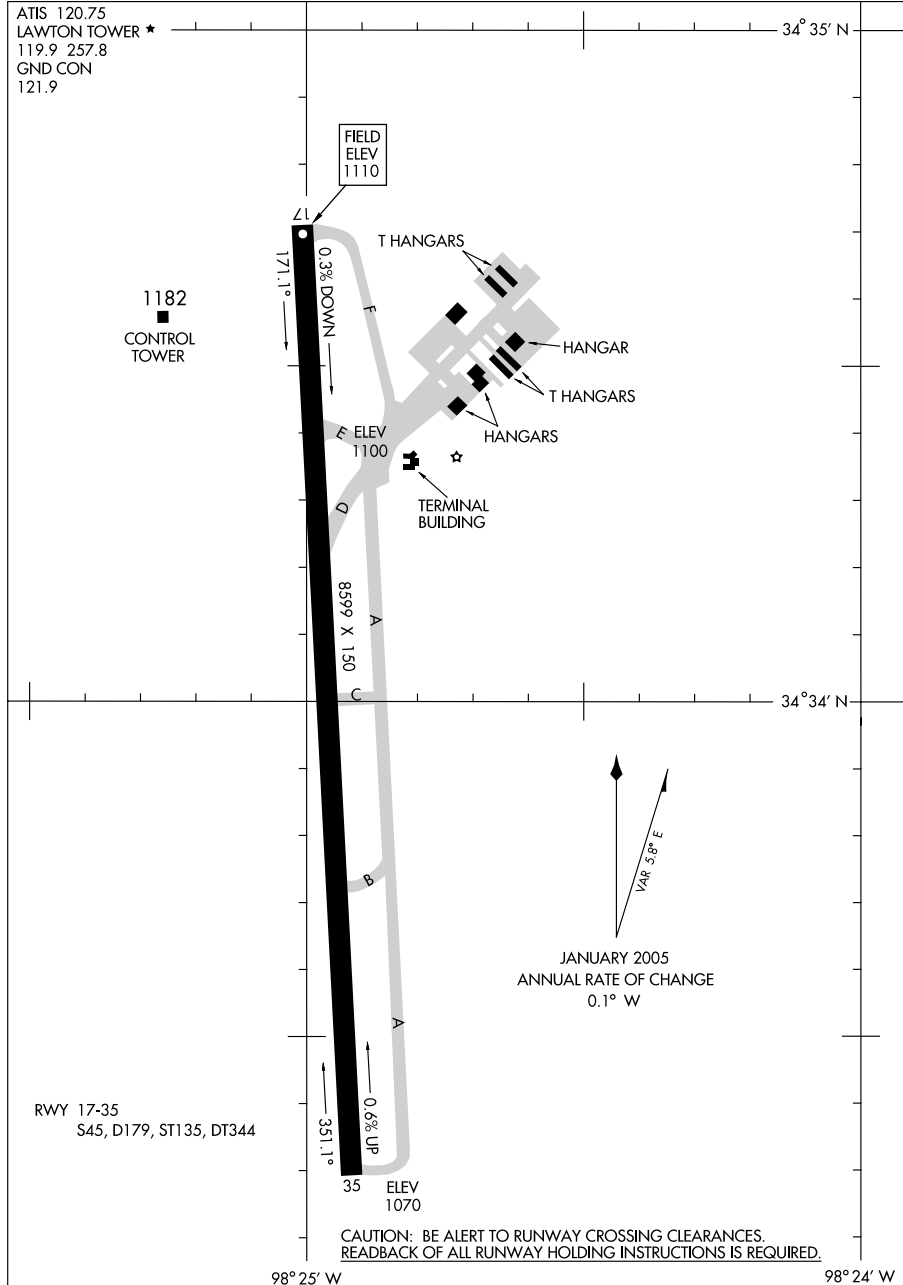 ATIS 120.75
LAWTON TOWER ★
119.9 257.8
GND CON
121.9
34° 35' N
FIELD
ELEV
1110
17
T HANGARS
171.1°
0.3% DOWN
F
1182
CONTROL
TOWER
HANGAR
T HANGARS
HANGARS
E
ELEV
1100
TERMINAL
BUILDING
D
8599 X 150
A
C
34° 34' N
VAR 5.8° E
B
JANUARY 2005
ANNUAL RATE OF CHANGE
0.1° W
A
RWY 17-35
S45, D179, ST135, DT344
351.1°
0.6% UP
35
ELEV
1070
CAUTION: BE ALERT TO RUNWAY CROSSING CLEARANCES.
READBACK OF ALL RUNWAY HOLDING INSTRUCTIONS IS REQUIRED.
98° 25' W
98° 24' W